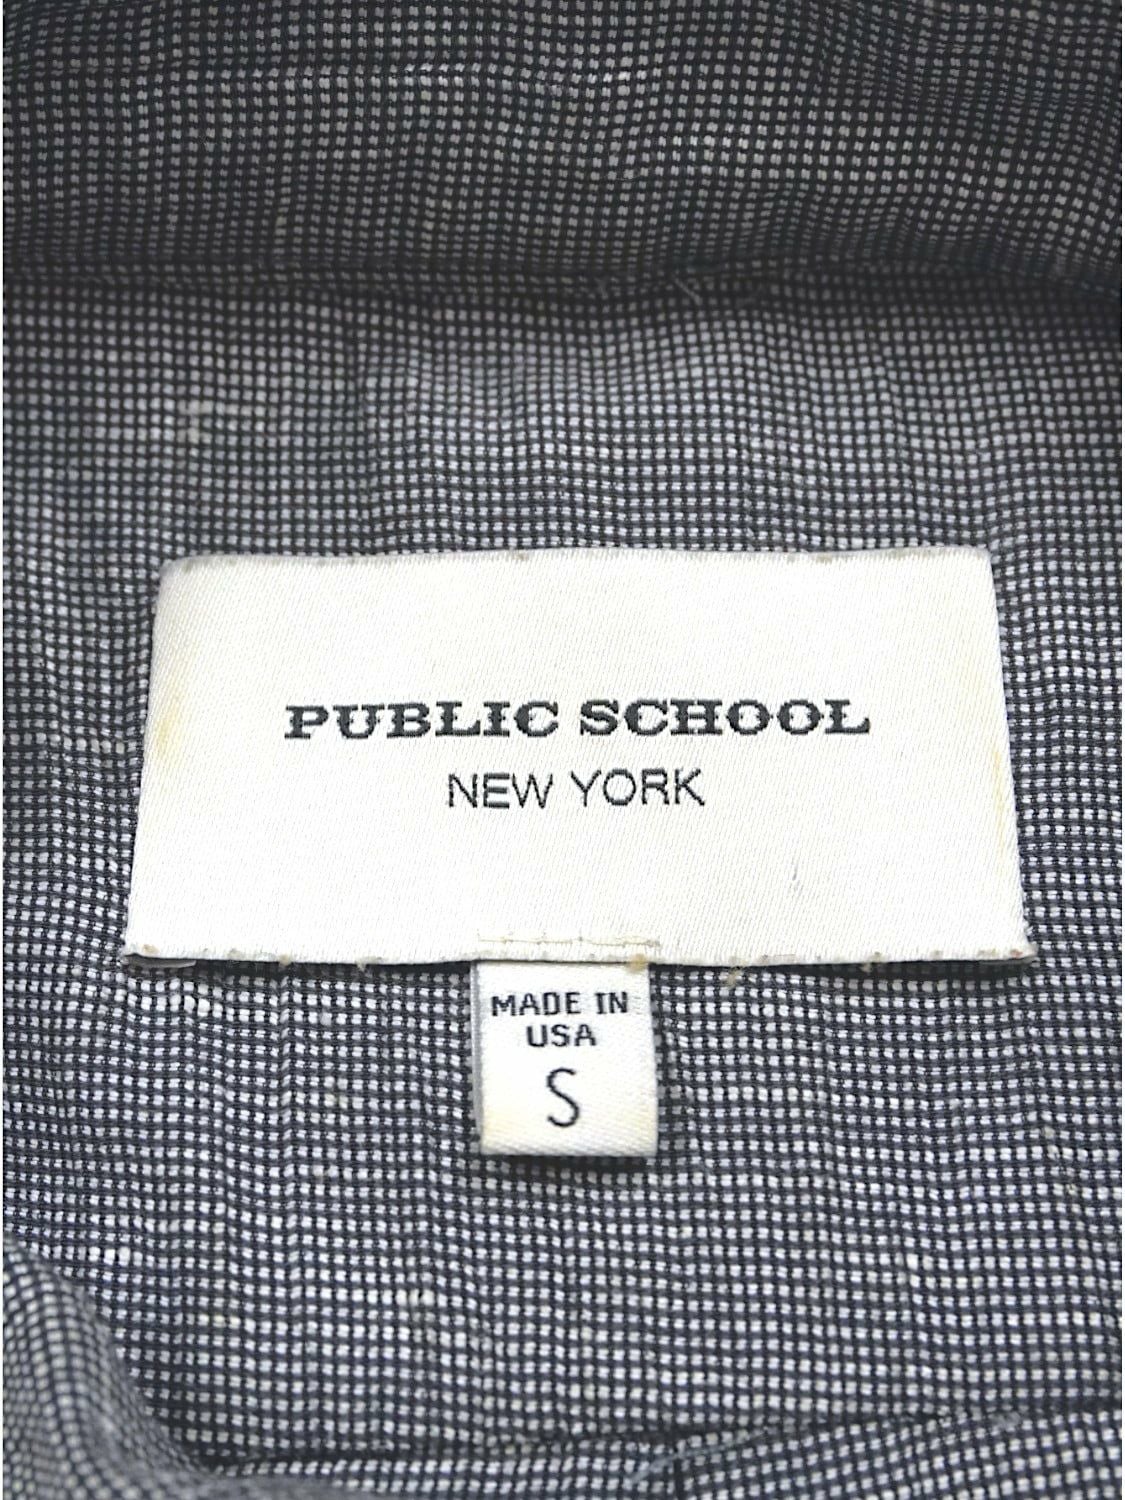 PUBLIC SCHOOL
NEW YORK
MADE IN
USA
S